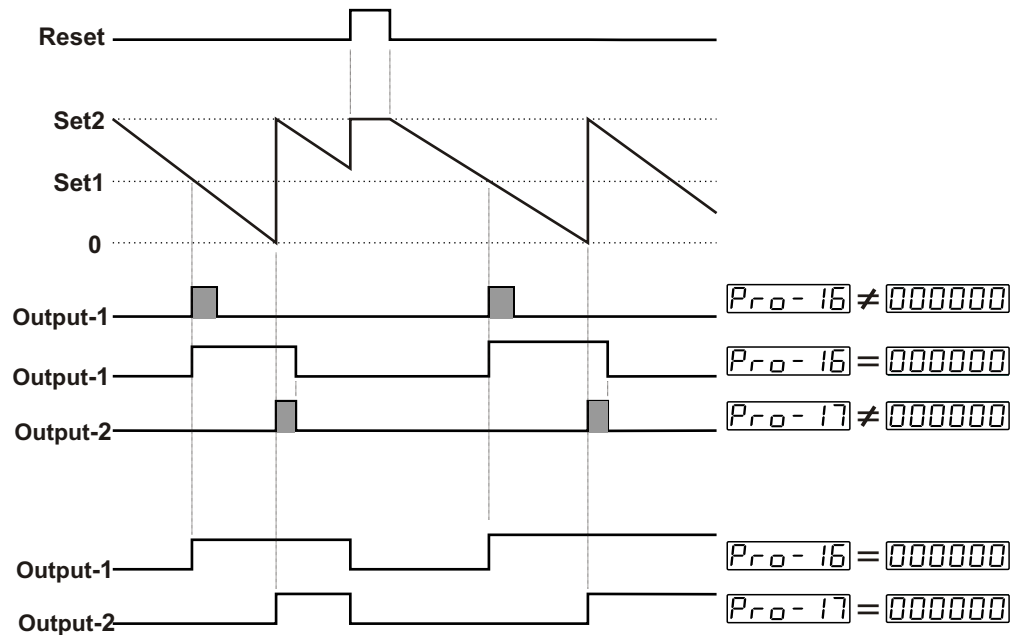 Reset
Set2
Set1
0
Output-1 Pro-16 ≠ 000000
Output-1 Pro-16 = 000000
Output-2 Pro-17 ≠ 000000
Output-1 Pro-16 = 000000
Output-2 Pro-17 = 000000